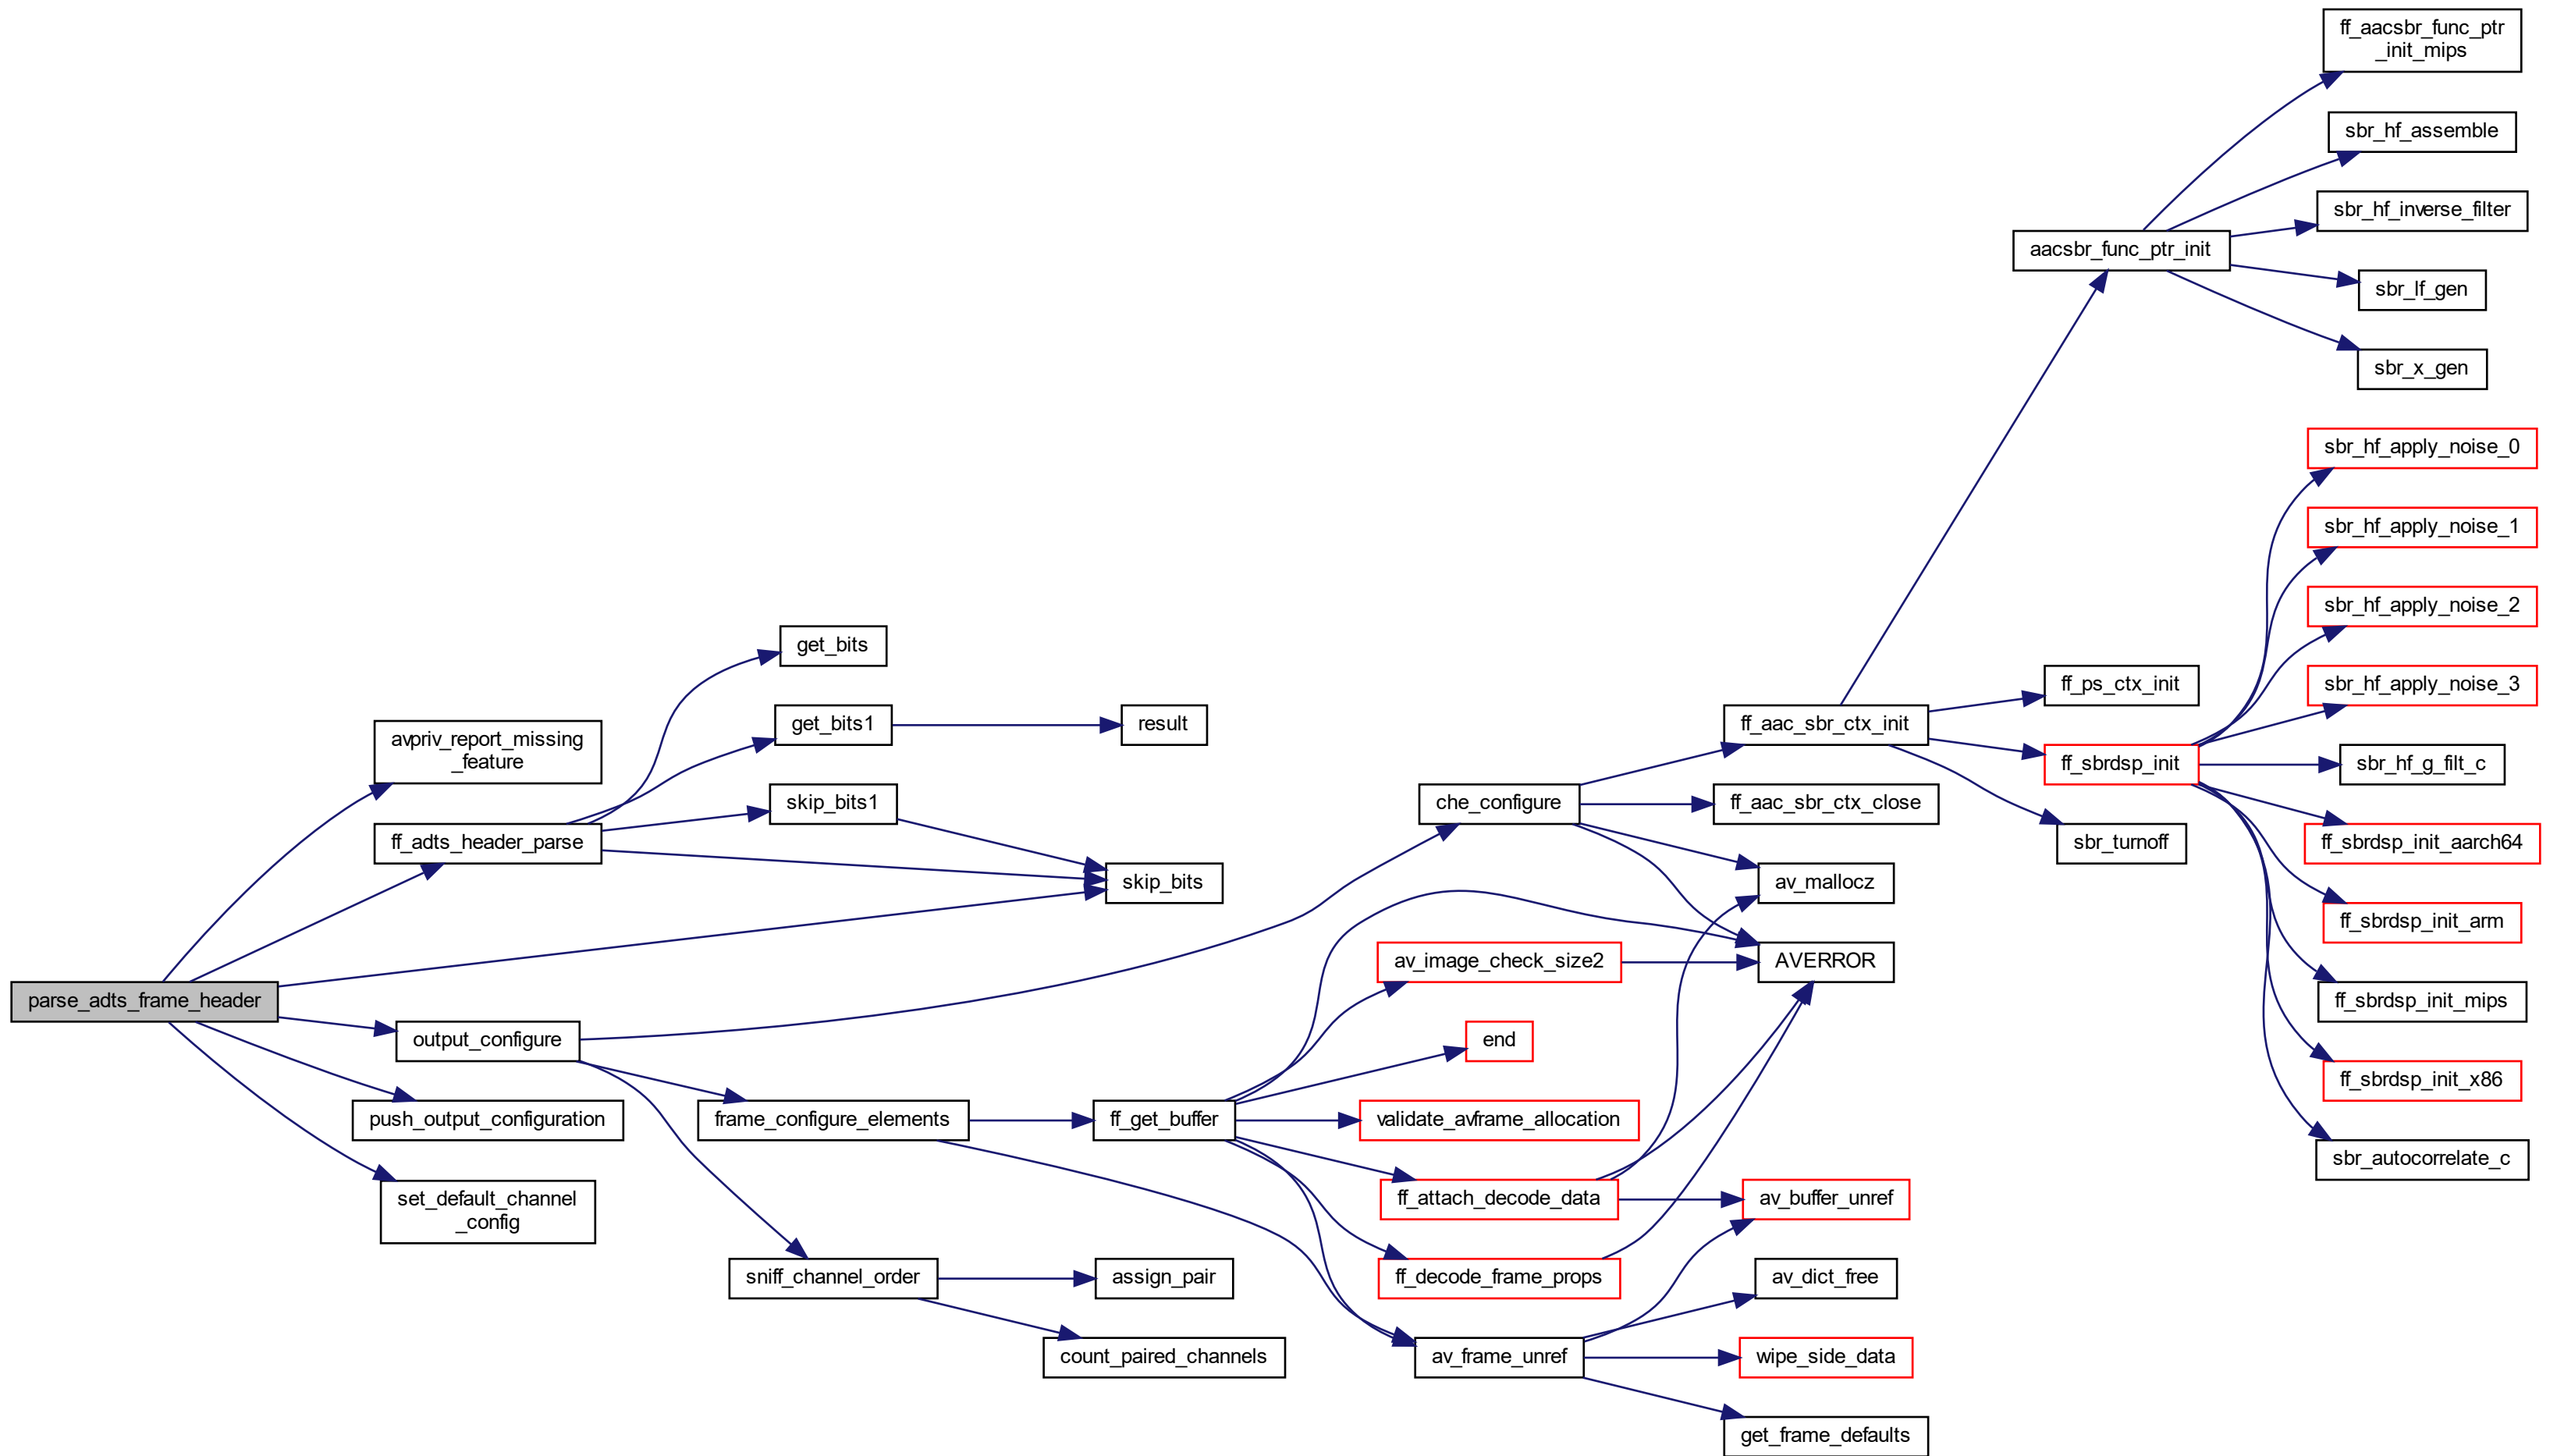 parse_adts_frame_header
avpriv_report_missing
_feature
ff_adts_header_parse
output_configure
push_output_configuration
set_default_channel
_config
get_bits
get_bits1
skip_bits1
frame_configure_elements
sniff_channel_order
result
skip_bits
ff_get_buffer
assign_pair
count_paired_channels
che_configure
av_image_check_size2
end
validate_avframe_allocation
ff_attach_decode_data
ff_decode_frame_props
av_frame_unref
ff_aac_sbr_ctx_init
ff_aac_sbr_ctx_close
av_mallocz
AVERROR
av_buffer_unref
av_dict_free
wipe_side_data
get_frame_defaults
aacsbr_func_ptr_init
ff_ps_ctx_init
ff_sbrdsp_init
sbr_turnoff
ff_aacsbr_func_ptr
_init_mips
sbr_hf_assemble
sbr_hf_inverse_filter
sbr_lf_gen
sbr_x_gen
sbr_hf_apply_noise_0
sbr_hf_apply_noise_1
sbr_hf_apply_noise_2
sbr_hf_apply_noise_3
sbr_hf_g_filt_c
ff_sbrdsp_init_aarch64
ff_sbrdsp_init_arm
ff_sbrdsp_init_mips
ff_sbrdsp_init_x86
sbr_autocorrelate_c